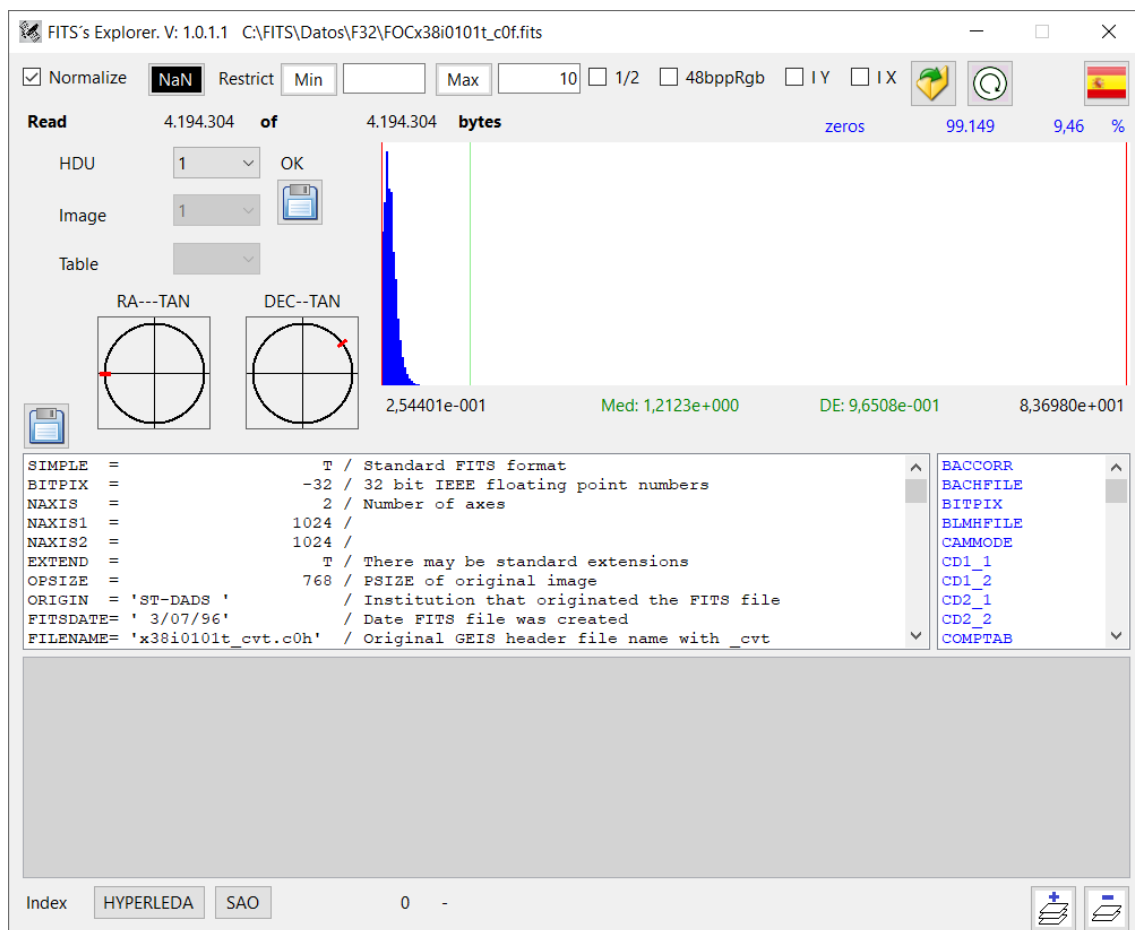 FITS´s Explorer. V: 1.0.1.1   C:\FITS\Datos\F32\FOCx38i0101t_c0f.fits
Normalize NaN Restrict Min Max 10 1/2 48bppRgb I Y I X
Read 4.194.304 of 4.194.304 bytes zeros 99.149 9,46 %
HDU 1 OK
Image 1
Table
RA---TAN DEC--TAN
2,54401e-001 Med: 1,2123e+000 DE: 9,6508e-001 8,36980e+001
SIMPLE  =                    T / Standard FITS format
BITPIX  =                  -32 / 32 bit IEEE floating point numbers
NAXIS   =                    2 / Number of axes
NAXIS1  =                 1024 /
NAXIS2  =                 1024 /
EXTEND  =                    T / There may be standard extensions
OPSIZE  =                  768 / PSIZE of original image
ORIGIN  = 'ST-DADS '           / Institution that originated the FITS file
FITSDATE= ' 3/07/96'           / Date FITS file was created
FILENAME= 'x38i0101t_cvt.c0h'  / Original GEIS header file name with _cvt
BACCORR
BACHFILE
BITPIX
BLMHFILE
CAMMODE
CD1_1
CD1_2
CD2_1
CD2_2
COMPTAB
Index HYPERLEDA SAO 0 -